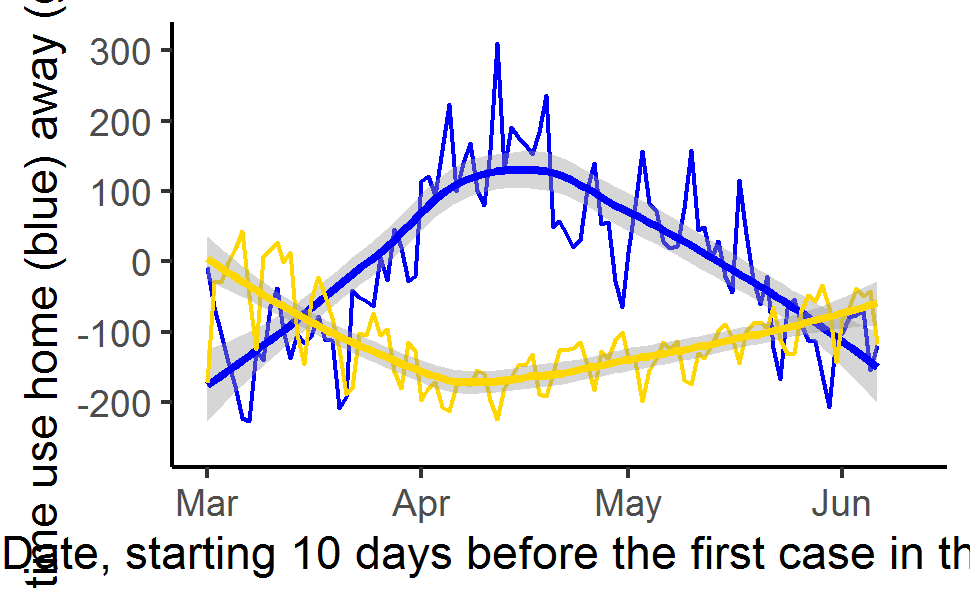 time use home (blue) away (
300
200
100
0
-100
-200
Mar Apr May Jun
Date, starting 10 days before the first case in th